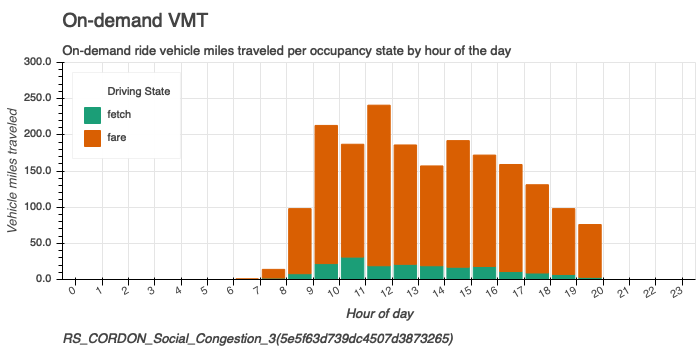 On-demand VMT
On-demand ride vehicle miles traveled per occupancy state by hour of the day
300.0
250.0
200.0
150.0
100.0
50.0
0.0
Vehicle miles traveled
Driving State
fetch
fare
0 1 2 3 4 5 6 7 8 9 10 11 12 13 14 15 16 17 18 19 20 21 22 23
Hour of day
RS_CORDON_Social_Congestion_3(5e5f63d739dc4507d3873265)